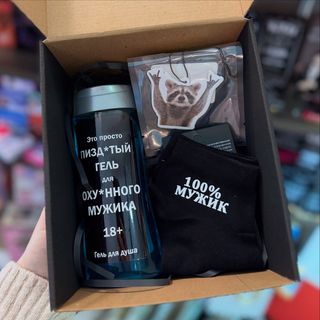 Это просто
ПИЗД*ТЫЙ
ГЕЛЬ
для
ОХУ*ННОГО
МУЖИКА
18+
Гель для душа
100%
МУЖИК